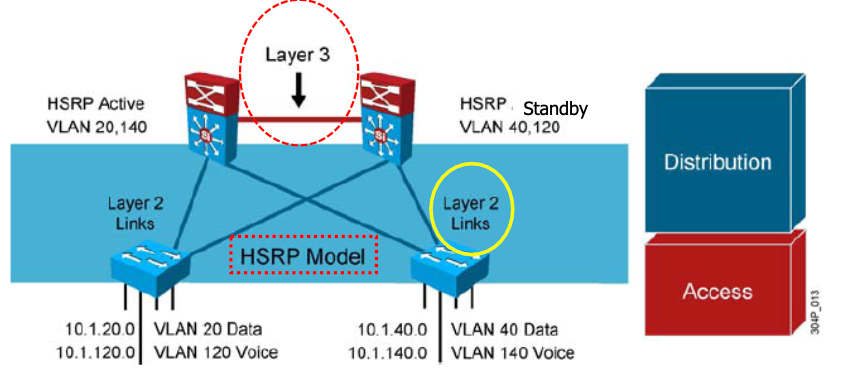 Layer 3
HSRP Active
VLAN 20,140
HSRP . Standby
VLAN 40,120
Si
Si
Distribution
Layer 2
Links
Layer 2
Links
HSRP Model
Access
10.1.20.0 VLAN 20 Data
10.1.120.0 VLAN 120 Voice
10.1.40.0 VLAN 40 Data
10.1.140.0 VLAN 140 Voice
304P_013